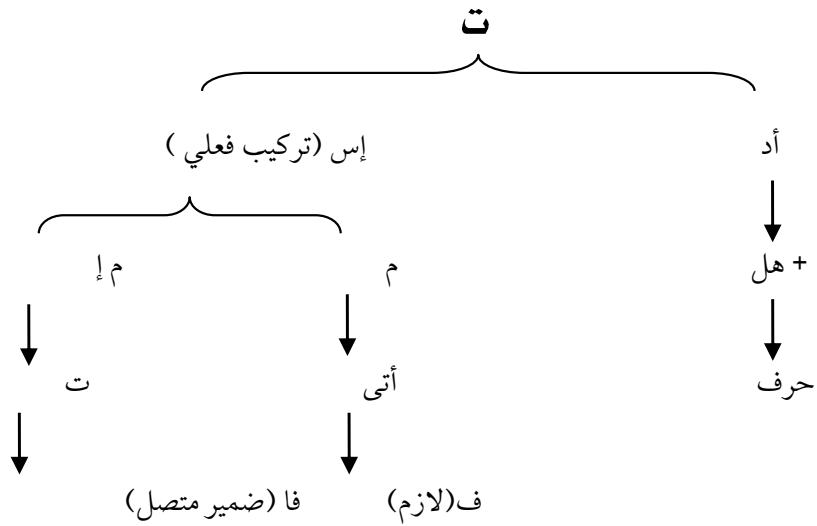 ت
أد إس (تركيب فعلي )
+ هل م م إ
حرف أتى ت
ف(لازم) فا (ضمير متصل)